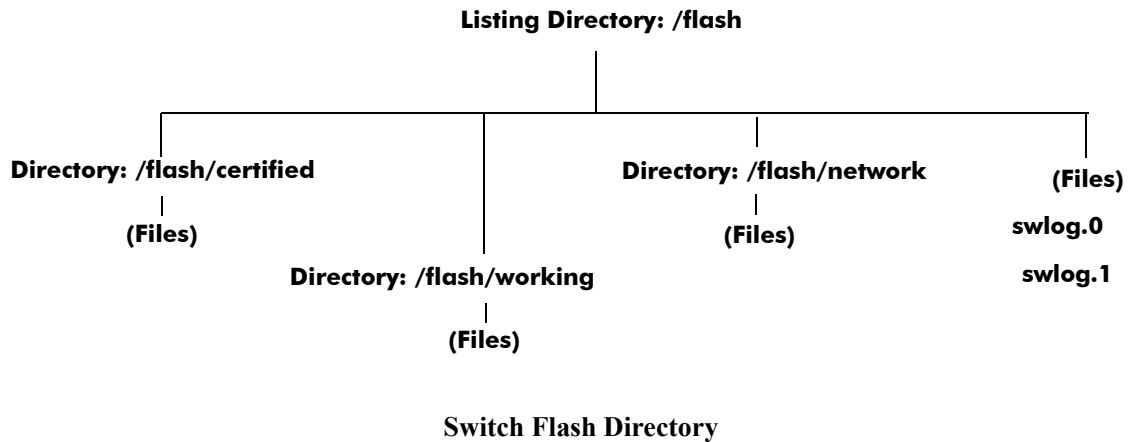 Listing Directory: /flash
Directory: /flash/certified
(Files)
Directory: /flash/working
(Files)
Directory: /flash/network
(Files)
(Files)
swlog.0
swlog.1
Switch Flash Directory